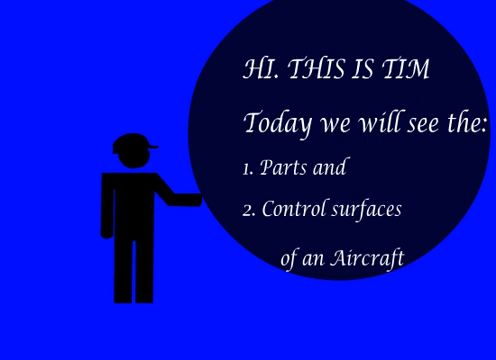 HI. THIS IS TIM
Today we will see the:
1. Parts and
2. Control surfaces
of an Aircraft